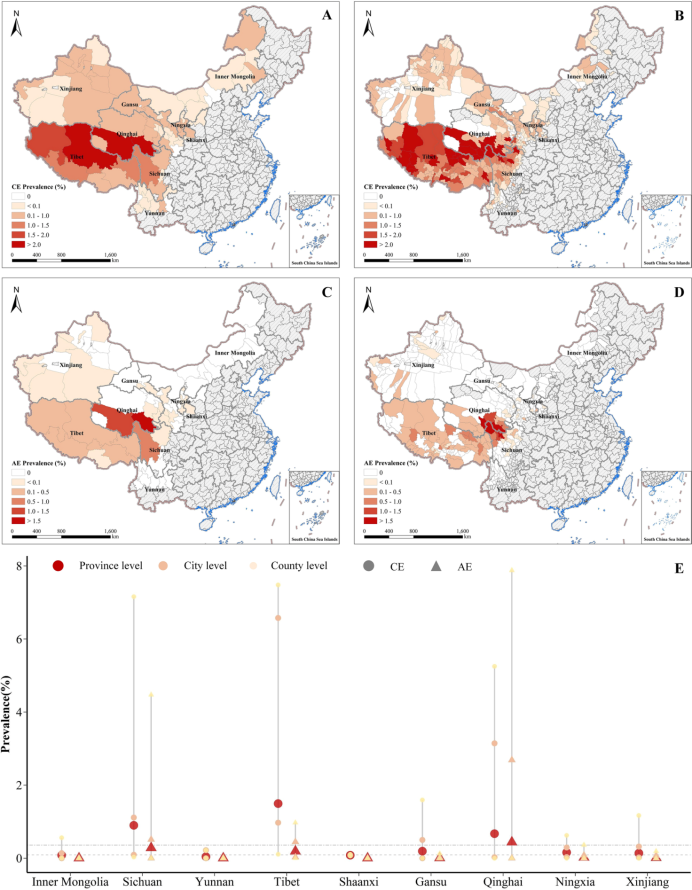 N
A
Xinjiang
Inner Mongolia
Gansu
Qinghai
Ningxia
Shaanxi
Tibet
Sichuan
Yunnan
CE Prevalence (%)
0
< 0.1
0.1 - 1.0
1.0 - 1.5
1.5 - 2.0
> 2.0
0 400 800 1,600
km
South China Sea Islands
N
B
Xinjiang
Inner Mongolia
Gansu
Qinghai
Ningxia
Shaanxi
Tibet
Sichuan
Yunnan
CE Prevalence (%)
0
< 0.1
0.1 - 1.0
1.0 - 1.5
1.5 - 2.0
> 2.0
0 400 800 1,600
km
South China Sea Islands
N
C
Xinjiang
Inner Mongolia
Gansu
Qinghai
Ningxia
Shaanxi
Tibet
Sichuan
Yunnan
AE Prevalence (%)
0
< 0.1
0.1 - 0.5
0.5 - 1.0
1.0 - 1.5
> 1.5
0 400 800 1,600
km
South China Sea Islands
N
D
Xinjiang
Inner Mongolia
Gansu
Qinghai
Ningxia
Shaanxi
Tibet
Sichuan
Yunnan
AE Prevalence (%)
0
< 0.1
0.1 - 0.5
0.5 - 1.0
1.0 - 1.5
> 1.5
0 400 800 1,600
km
South China Sea Islands
Province level City level County level CE AE E
Prevalence(%)
8
6
4
2
0
Inner Mongolia Sichuan Yunnan Tibet Shaanxi Gansu Qinghai Ningxia Xinjiang